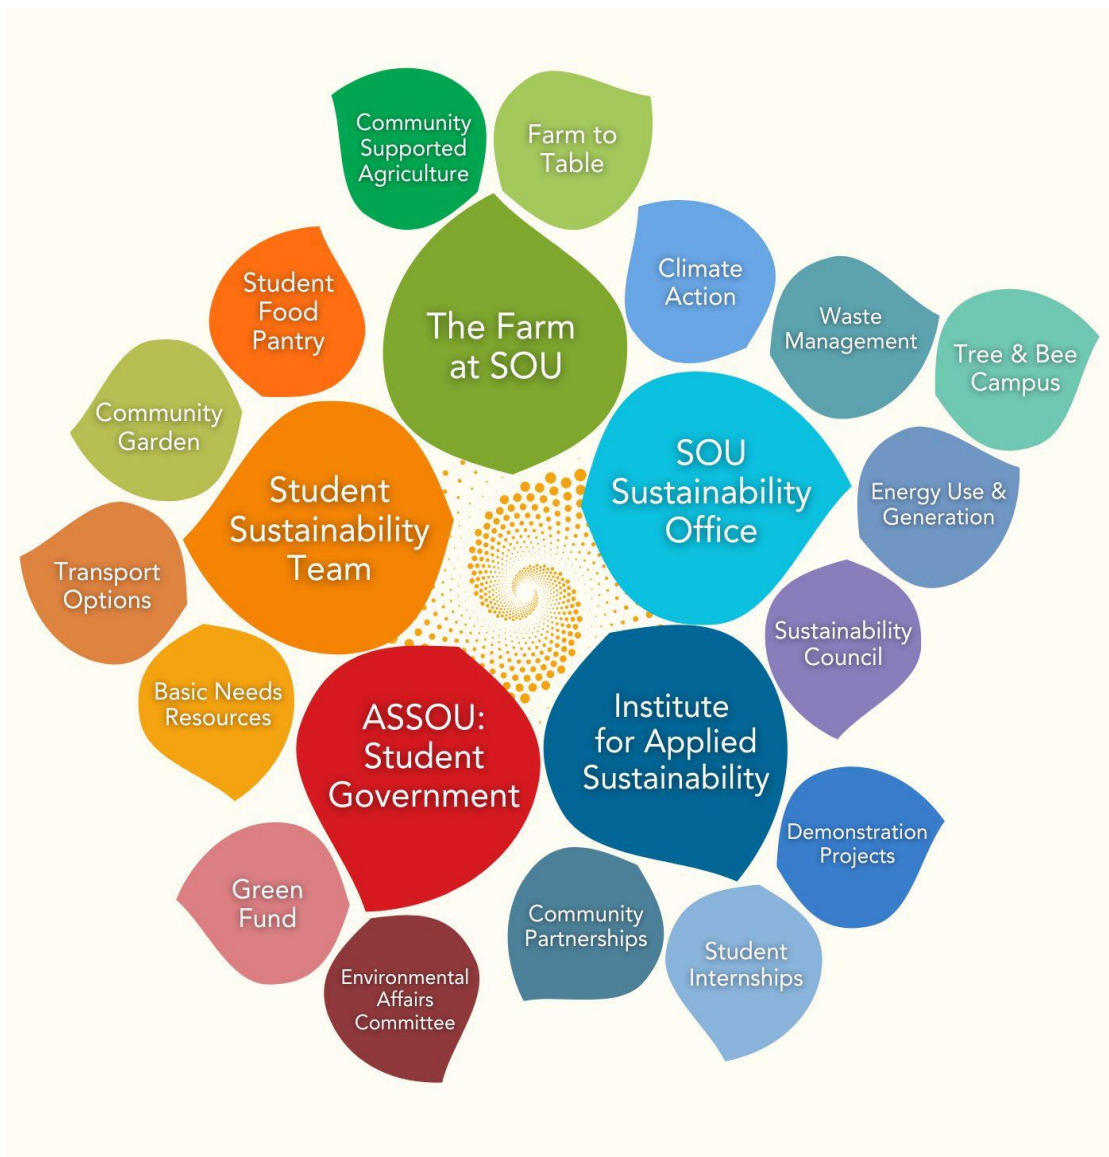 Community
Supported
Agriculture
Farm to
Table
The Farm
at SOU
Climate
Action
Waste
Management
Tree & Bee
Campus
SOU
Sustainability
Office
Energy Use &
Generation
Sustainability
Council
Institute
for Applied
Sustainability
Demonstration
Projects
Student
Internships
Community
Partnerships
ASSOU:
Student
Government
Environmental
Affairs
Committee
Green
Fund
Student
Sustainability
Team
Basic Needs
Resources
Transport
Options
Community
Garden
Student
Food
Pantry